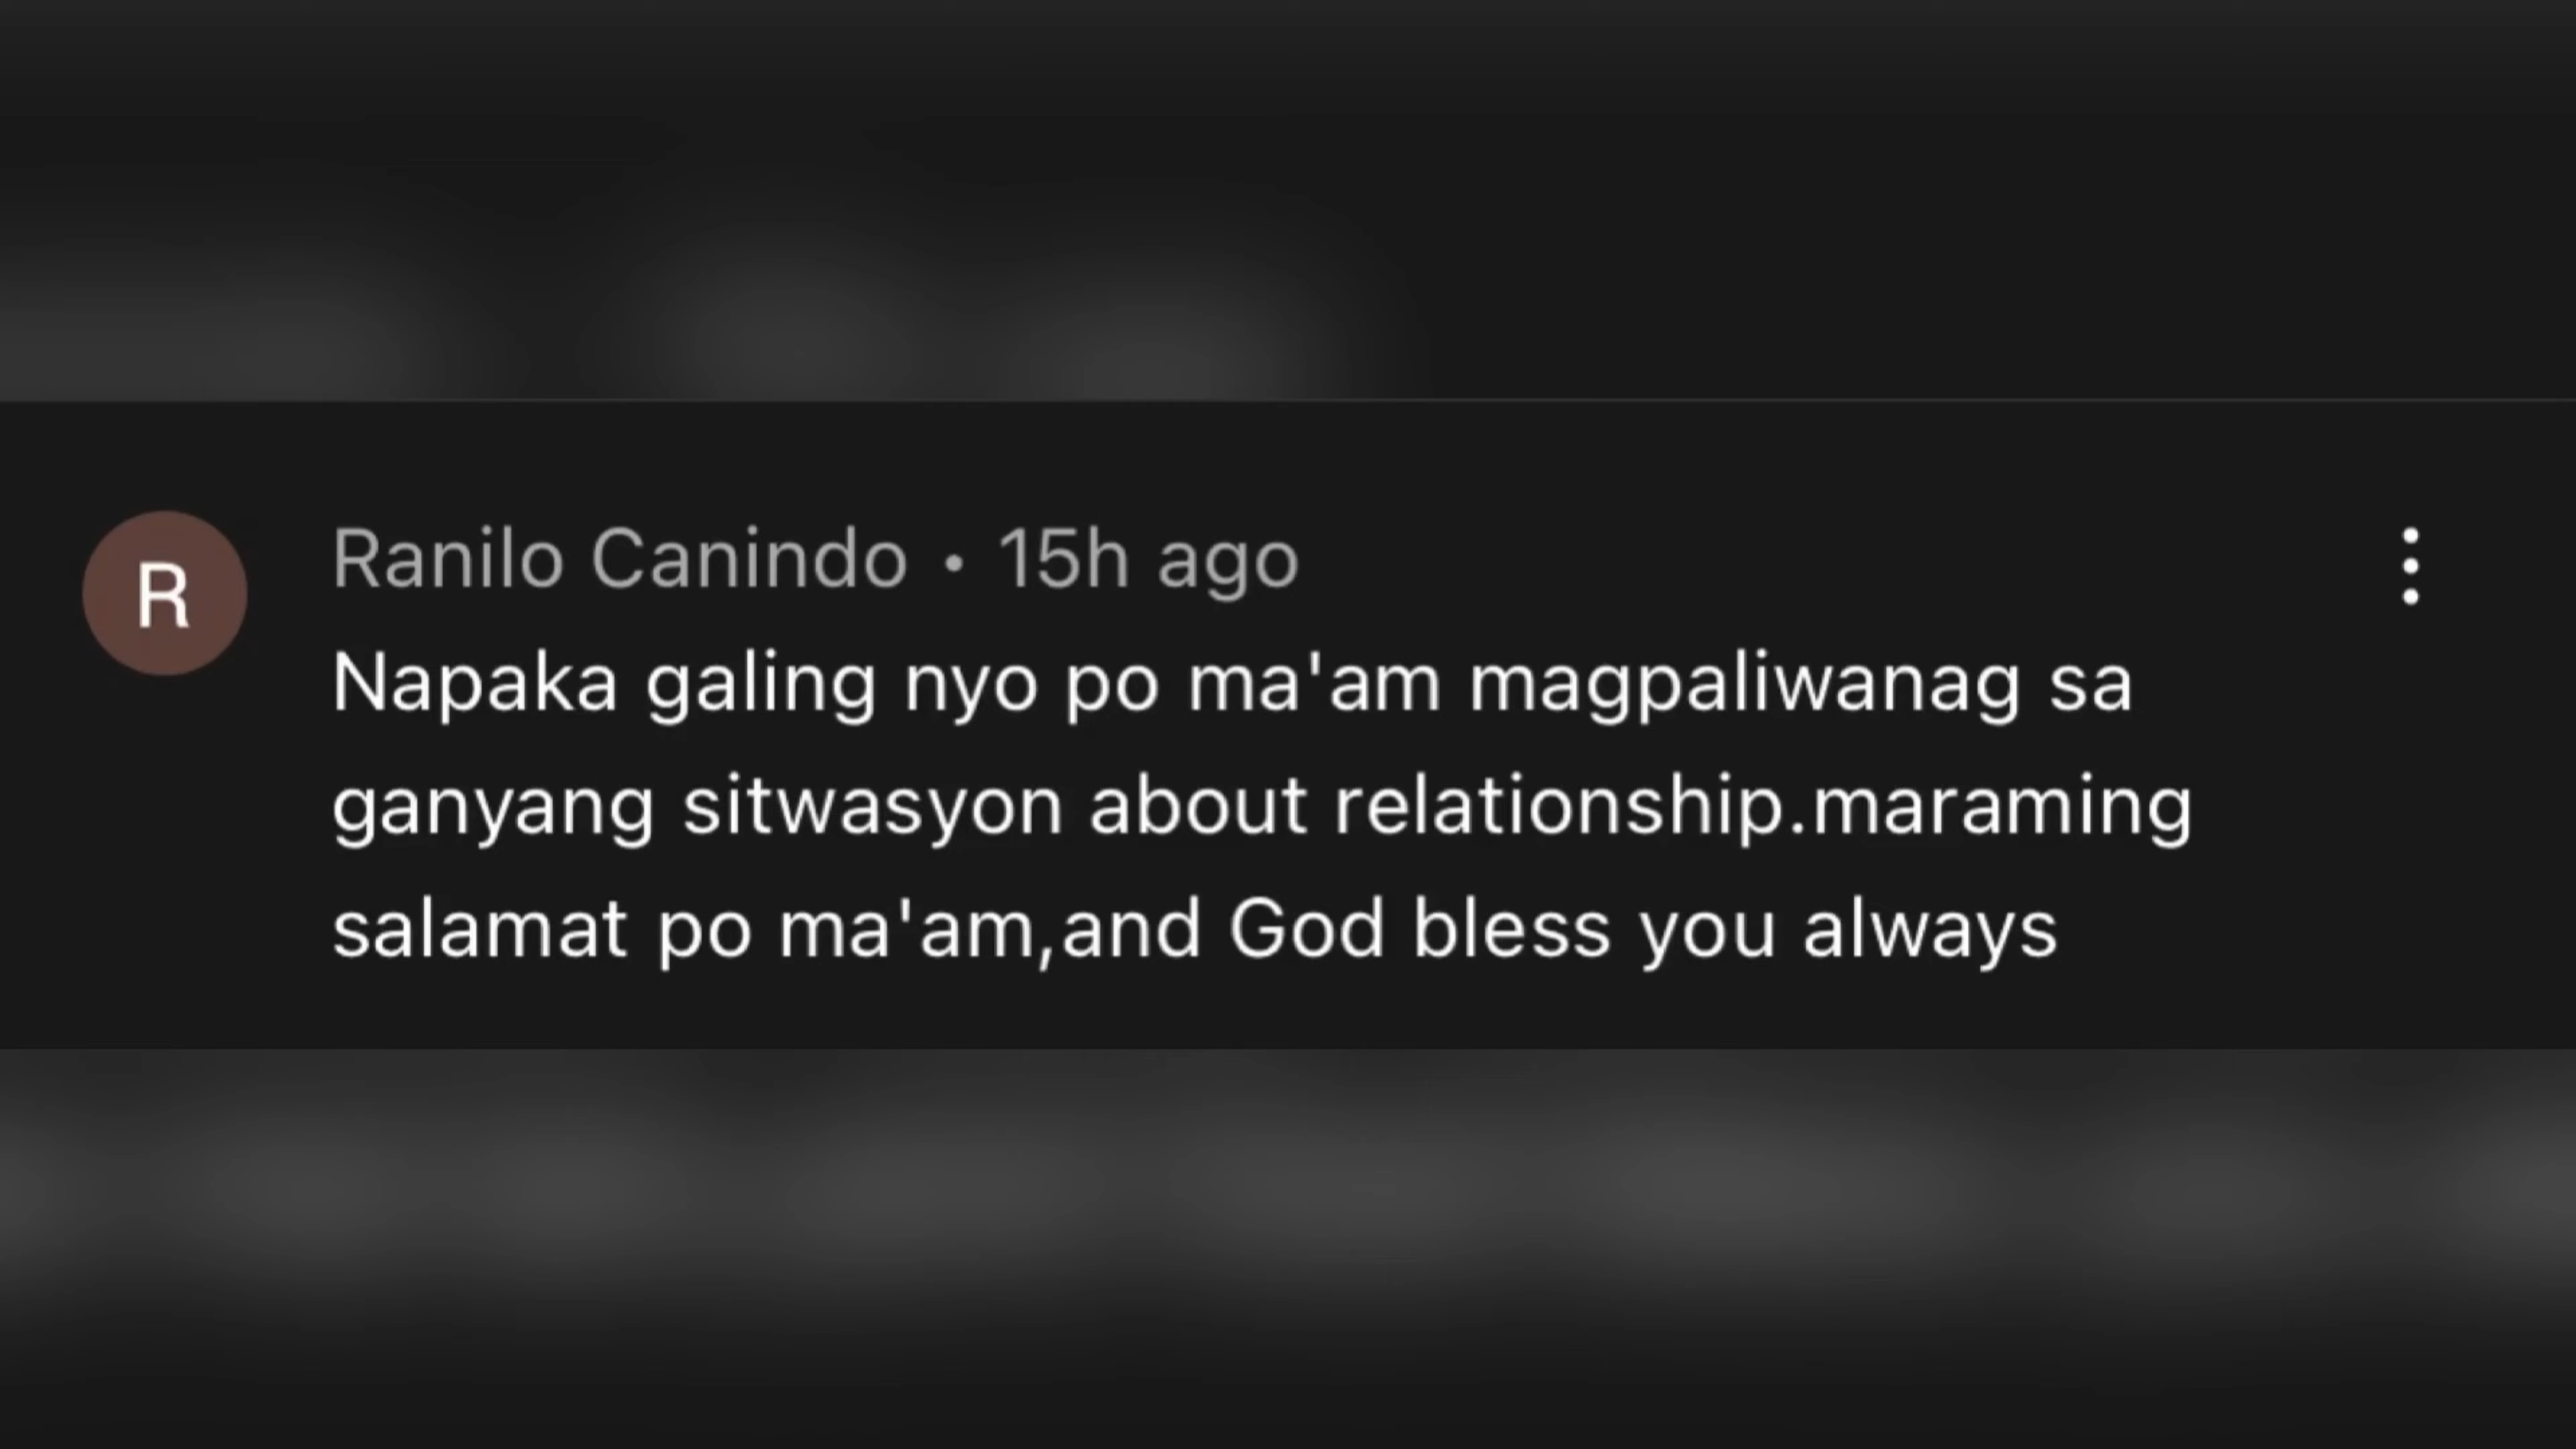 R
Ranilo Canindo • 15h ago
Napaka galing nyo po ma'am magpaliwanag sa
ganyang sitwasyon about relationship.maraming
salamat po ma'am,and God bless you always